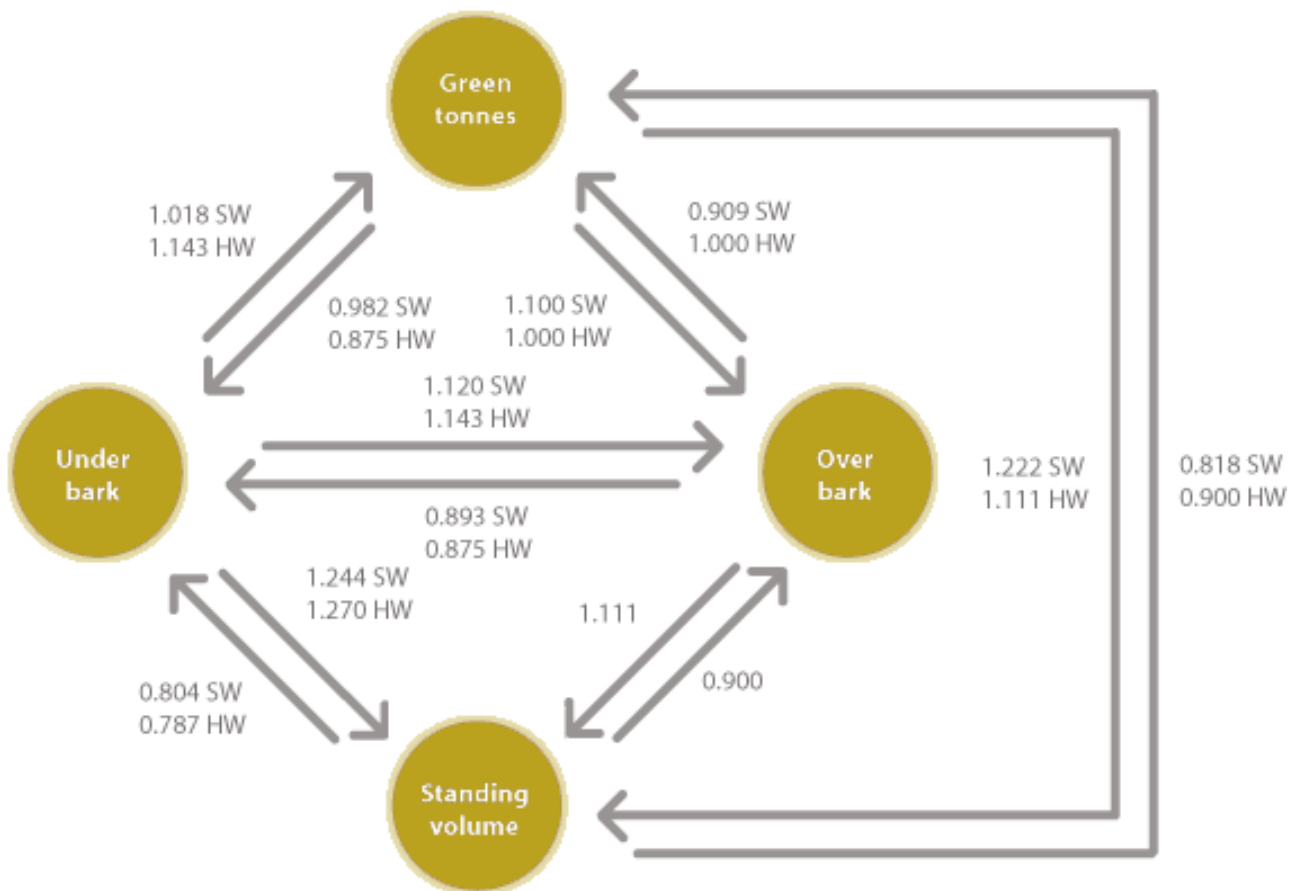 Green
tonnes
1.018 SW
1.143 HW
0.909 SW
1.000 HW
0.982 SW
0.875 HW
1.100 SW
1.000 HW
1.120 SW
1.143 HW
Under
bark
Over
bark
1.222 SW
1.111 HW
0.818 SW
0.900 HW
0.893 SW
0.875 HW
1.244 SW
1.270 HW
1.111
0.900
0.804 SW
0.787 HW
Standing
volume